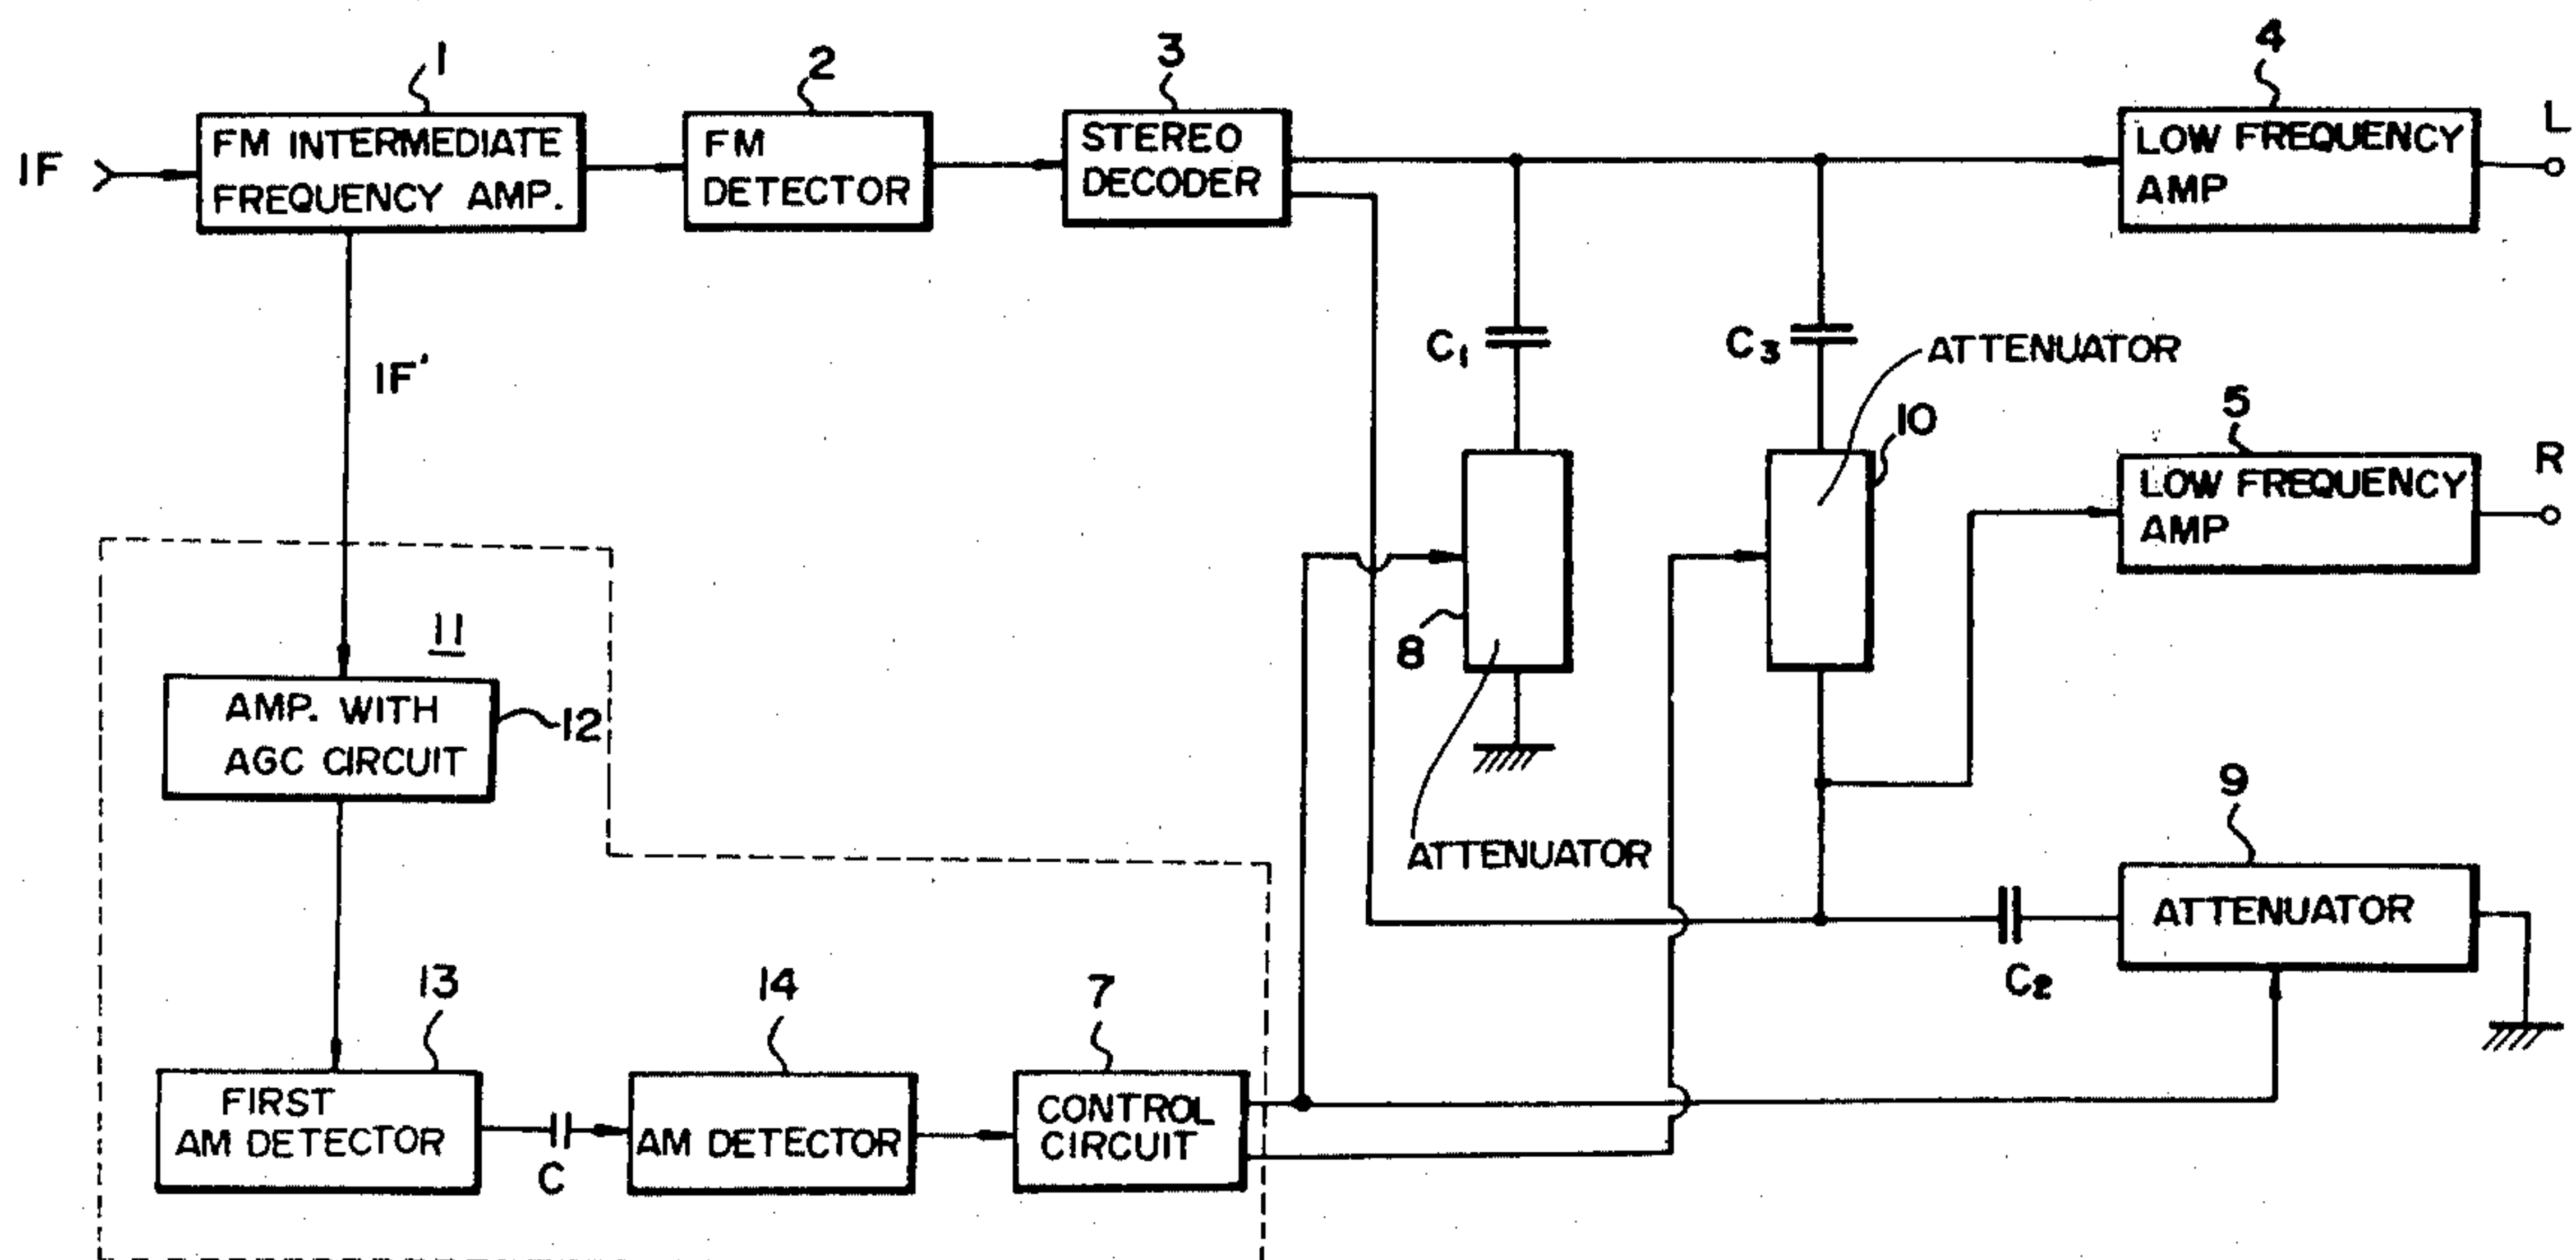 1
2
3
4
IF
FM INTERMEDIATE
FREQUENCY AMP.
FM
DETECTOR
STEREO
DECODER
LOW FREQUENCY
AMP
L
IF'
C1
C3
ATTENUATOR
10
5
LOW FREQUENCY
AMP
R
11
8
AMP. WITH
AGC CIRCUIT
12
ATTENUATOR
9
ATTENUATOR
C2
13
14
7
FIRST
AM DETECTOR
C
AM DETECTOR
CONTROL
CIRCUIT